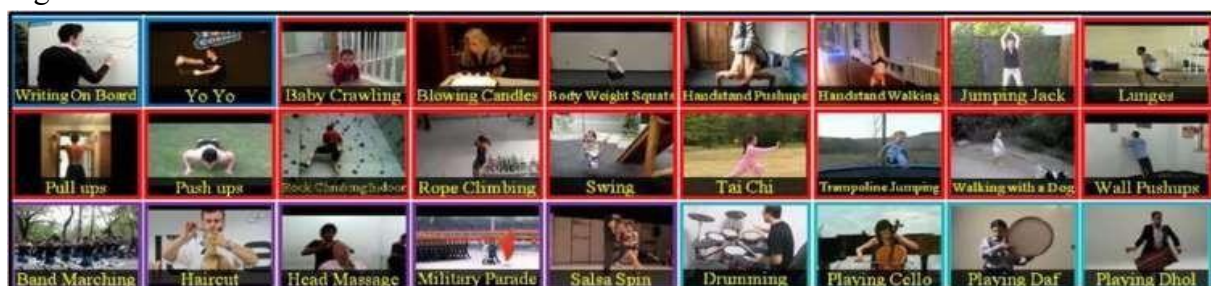 Writing On Board
Yo Yo
Baby Crawling
Blowing Candles
Body Weight Squats
Handstand Pushups
Handstand Walking
Jumping Jack
Lunges
Pull ups
Push ups
Rock Climbing Indoor
Rope Climbing
Swing
Tai Chi
Trampoline Jumping
Walking with a Dog
Wall Pushups
Band Marching
Haircut
Head Massage
Military Parade
Salsa Spin
Drumming
Playing Cello
Playing Daf
Playing Dhol